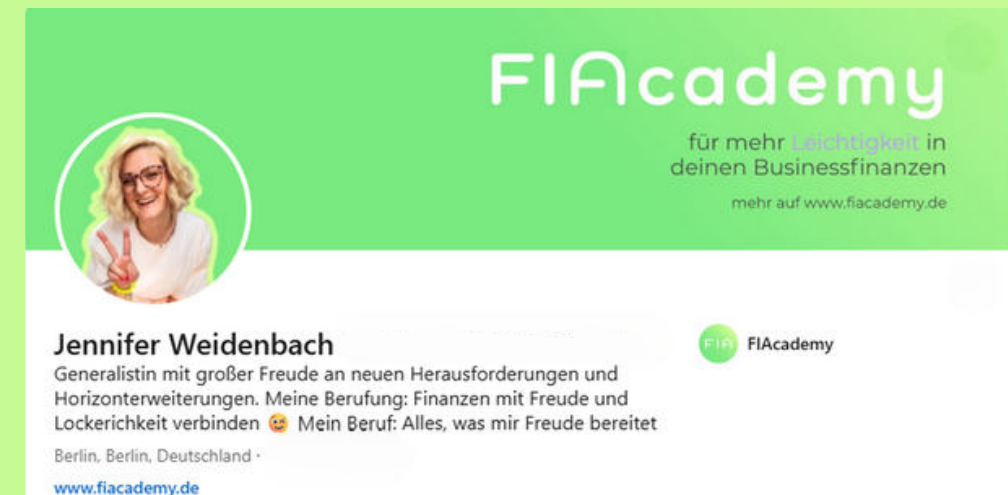 FIAcademy
für mehr Leichtigkeit in
deinen Businessfinanzen
mehr auf www.fiacademy.de
Jennifer Weidenbach
Generalistin mit großer Freude an neuen Herausforderungen und
Horizonterweiterungen. Meine Berufung: Finanzen mit Freude und
Lockerichkeit verbinden 😉 Mein Beruf: Alles, was mir Freude bereitet
Berlin, Berlin, Deutschland ·
www.fiacademy.de
FIA FIAcademy